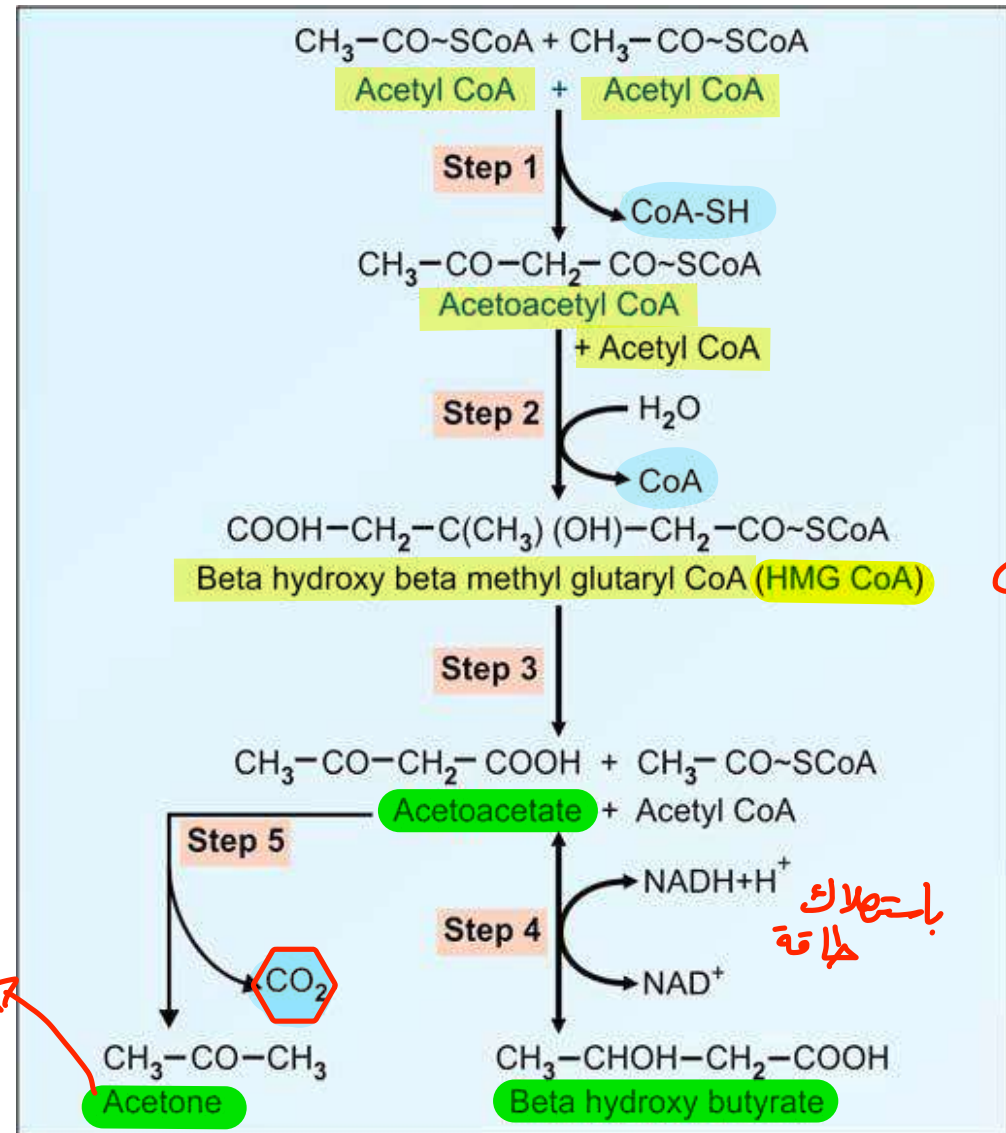 CH₃−CO~SCoA + CH₃−CO~SCoA
Acetyl CoA + Acetyl CoA
Step 1
CoA-SH
CH₃−CO−CH₂−CO~SCoA
Acetoacetyl CoA
+ Acetyl CoA
Step 2
H₂O
CoA
COOH−CH₂−C(CH₃) (OH)−CH₂−CO~SCoA
Beta hydroxy beta methyl glutaryl CoA (HMG CoA)
Step 3
CH₃−CO−CH₂−COOH + CH₃−CO~SCoA
Acetoacetate + Acetyl CoA
Step 5
NADH+H⁺
باستهلاك
طاقة
Step 4
CO₂
NAD⁺
CH₃−CO−CH₃
CH₃−CHOH−CH₂−COOH
Acetone
Beta hydroxy butyrate